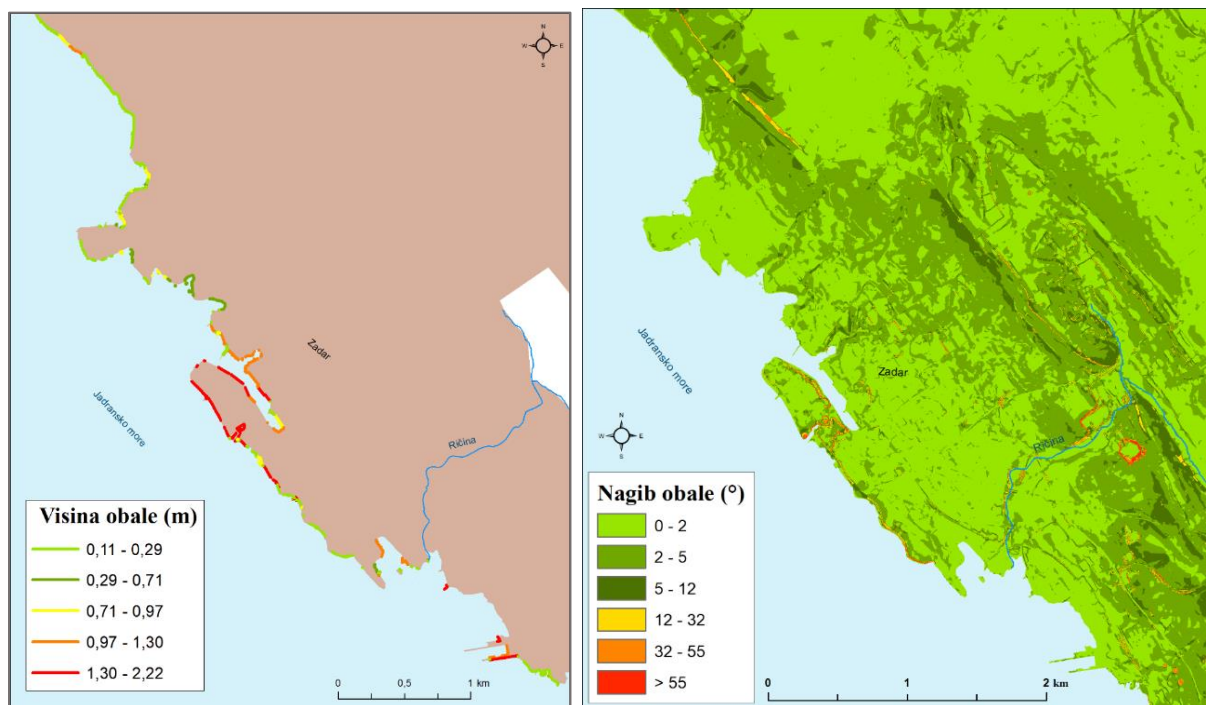 N
W E
S
Zadar
Jadransko more
Ričina
Visina obale (m)
0,11 - 0,29
0,29 - 0,71
0,71 - 0,97
0,97 - 1,30
1,30 - 2,22
0 0,5 1 km
Zadar
Jadransko more
N
W E
S
Ričina
Nagib obale (°)
0 - 2
2 - 5
5 - 12
12 - 32
32 - 55
> 55
0 1 2 km